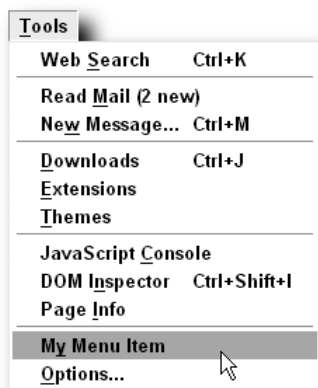 Tools
Web Search Ctrl+K
Read Mail (2 new)
New Message... Ctrl+M
Downloads Ctrl+J
Extensions
Themes
JavaScript Console
DOM Inspector Ctrl+Shift+I
Page Info
My Menu Item
Options...